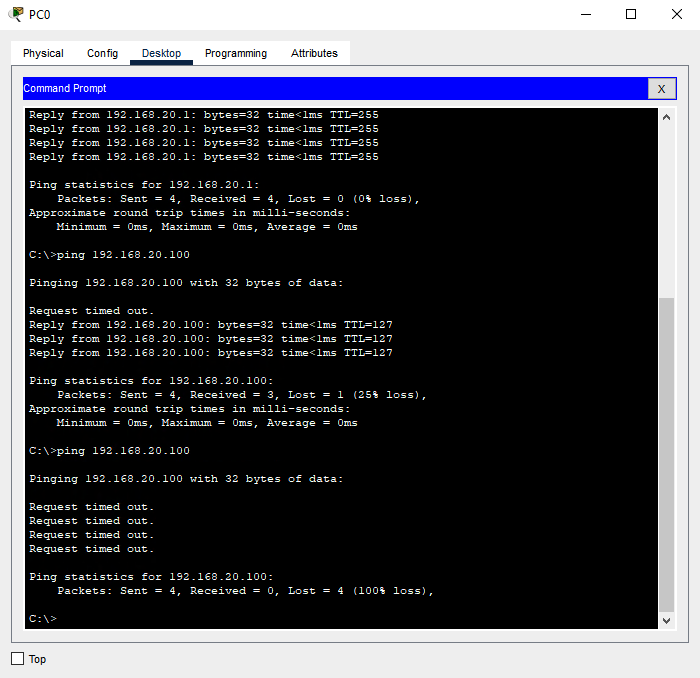 PC0
Physical Config Desktop Programming Attributes
Command Prompt X
Reply from 192.168.20.1: bytes=32 time<1ms TTL=255
Reply from 192.168.20.1: bytes=32 time<1ms TTL=255
Reply from 192.168.20.1: bytes=32 time<1ms TTL=255
Reply from 192.168.20.1: bytes=32 time<1ms TTL=255
Ping statistics for 192.168.20.1:
Packets: Sent = 4, Received = 4, Lost = 0 (0% loss),
Approximate round trip times in milli-seconds:
Minimum = 0ms, Maximum = 0ms, Average = 0ms
C:\>ping 192.168.20.100
Pinging 192.168.20.100 with 32 bytes of data:
Request timed out.
Reply from 192.168.20.100: bytes=32 time<1ms TTL=127
Reply from 192.168.20.100: bytes=32 time<1ms TTL=127
Reply from 192.168.20.100: bytes=32 time<1ms TTL=127
Ping statistics for 192.168.20.100:
Packets: Sent = 4, Received = 3, Lost = 1 (25% loss),
Approximate round trip times in milli-seconds:
Minimum = 0ms, Maximum = 0ms, Average = 0ms
C:\>ping 192.168.20.100
Pinging 192.168.20.100 with 32 bytes of data:
Request timed out.
Request timed out.
Request timed out.
Request timed out.
Ping statistics for 192.168.20.100:
Packets: Sent = 4, Received = 0, Lost = 4 (100% loss),
C:\>
Top